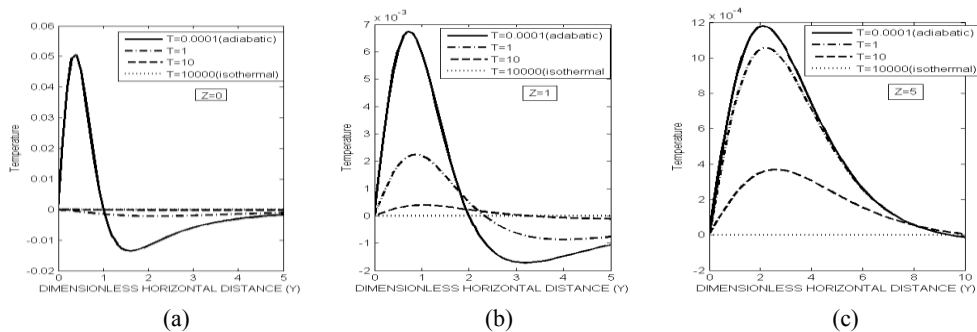 0.06
0.05
0.04
0.03
0.02
0.01
0
-0.01
-0.02
Temperature
T=0.0001(adiabatic)
T=1
T=10
T=10000(isothermal)
Z=0
0 1 2 3 4 5
DIMENSIONLESS HORIZONTAL DISTANCE (Y)
(a)
× 10⁻³
7
6
5
4
3
2
1
0
-1
-2
Temperature
T=0.0001(adabatic)
T=1
T=10
T=10000(isothermal
Z=1
0 1 2 3 4 5
DIMENSIONLESS HORIZONTAL DISTANCE (Y)
(b)
× 10⁻⁴
12
10
8
6
4
2
0
-2
Temperature
T=0.0001(adiabatic)
T=1
T=10
T=10000(isothermal)
Z=5
0 2 4 6 8 10
DIMENSIONLESS HORIZONTAL DISTANCE (Y)
(c)